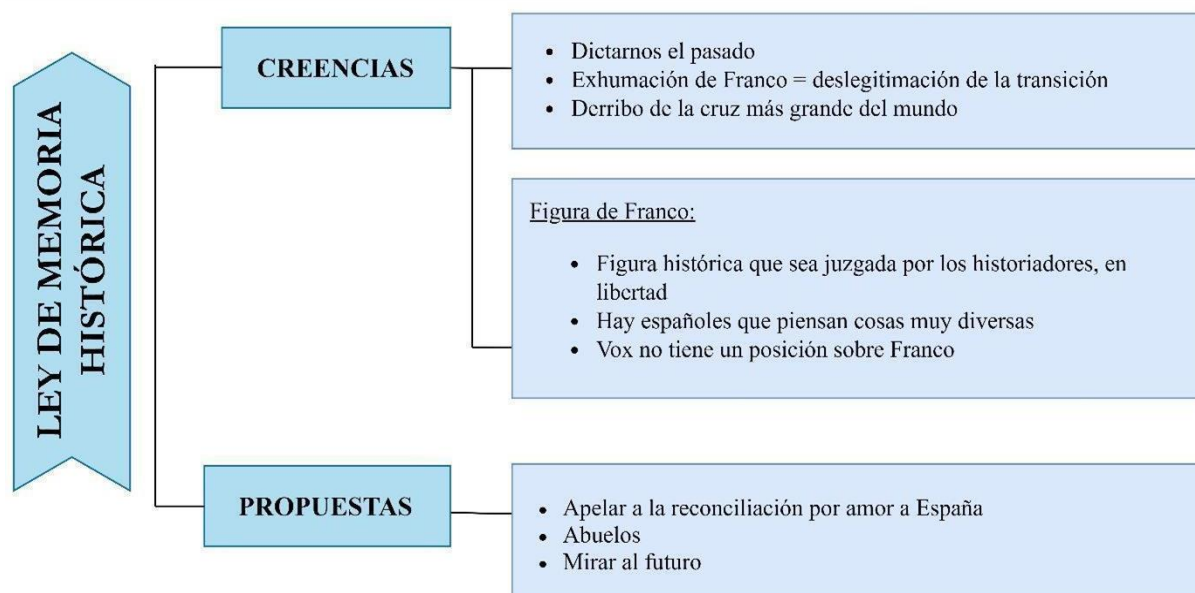 LEY DE MEMORIA
HISTÓRICA
CREENCIAS
• Dictarnos el pasado
• Exhumación de Franco = deslegitimación de la transición
• Derribo de la cruz más grande del mundo
Figura de Franco:
• Figura histórica que sea juzgada por los historiadores, en
libertad
• Hay españoles que piensan cosas muy diversas
• Vox no tiene un posición sobre Franco
PROPUESTAS
• Apelar a la reconciliación por amor a España
• Abuelos
• Mirar al futuro